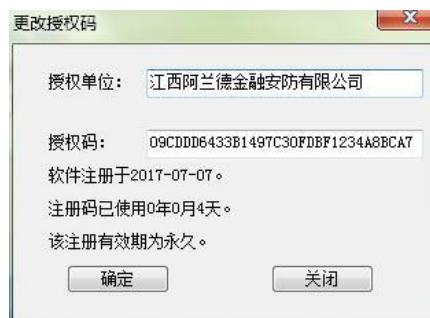 更改授权码
授权单位：江西阿兰德金融安防有限公司
授权码：09CDDD6433B1497C30FDBF1234A8BCA7
软件注册于2017-07-07。
注册码已使用0年0月4天。
该注册有效期为永久。
确定 关闭